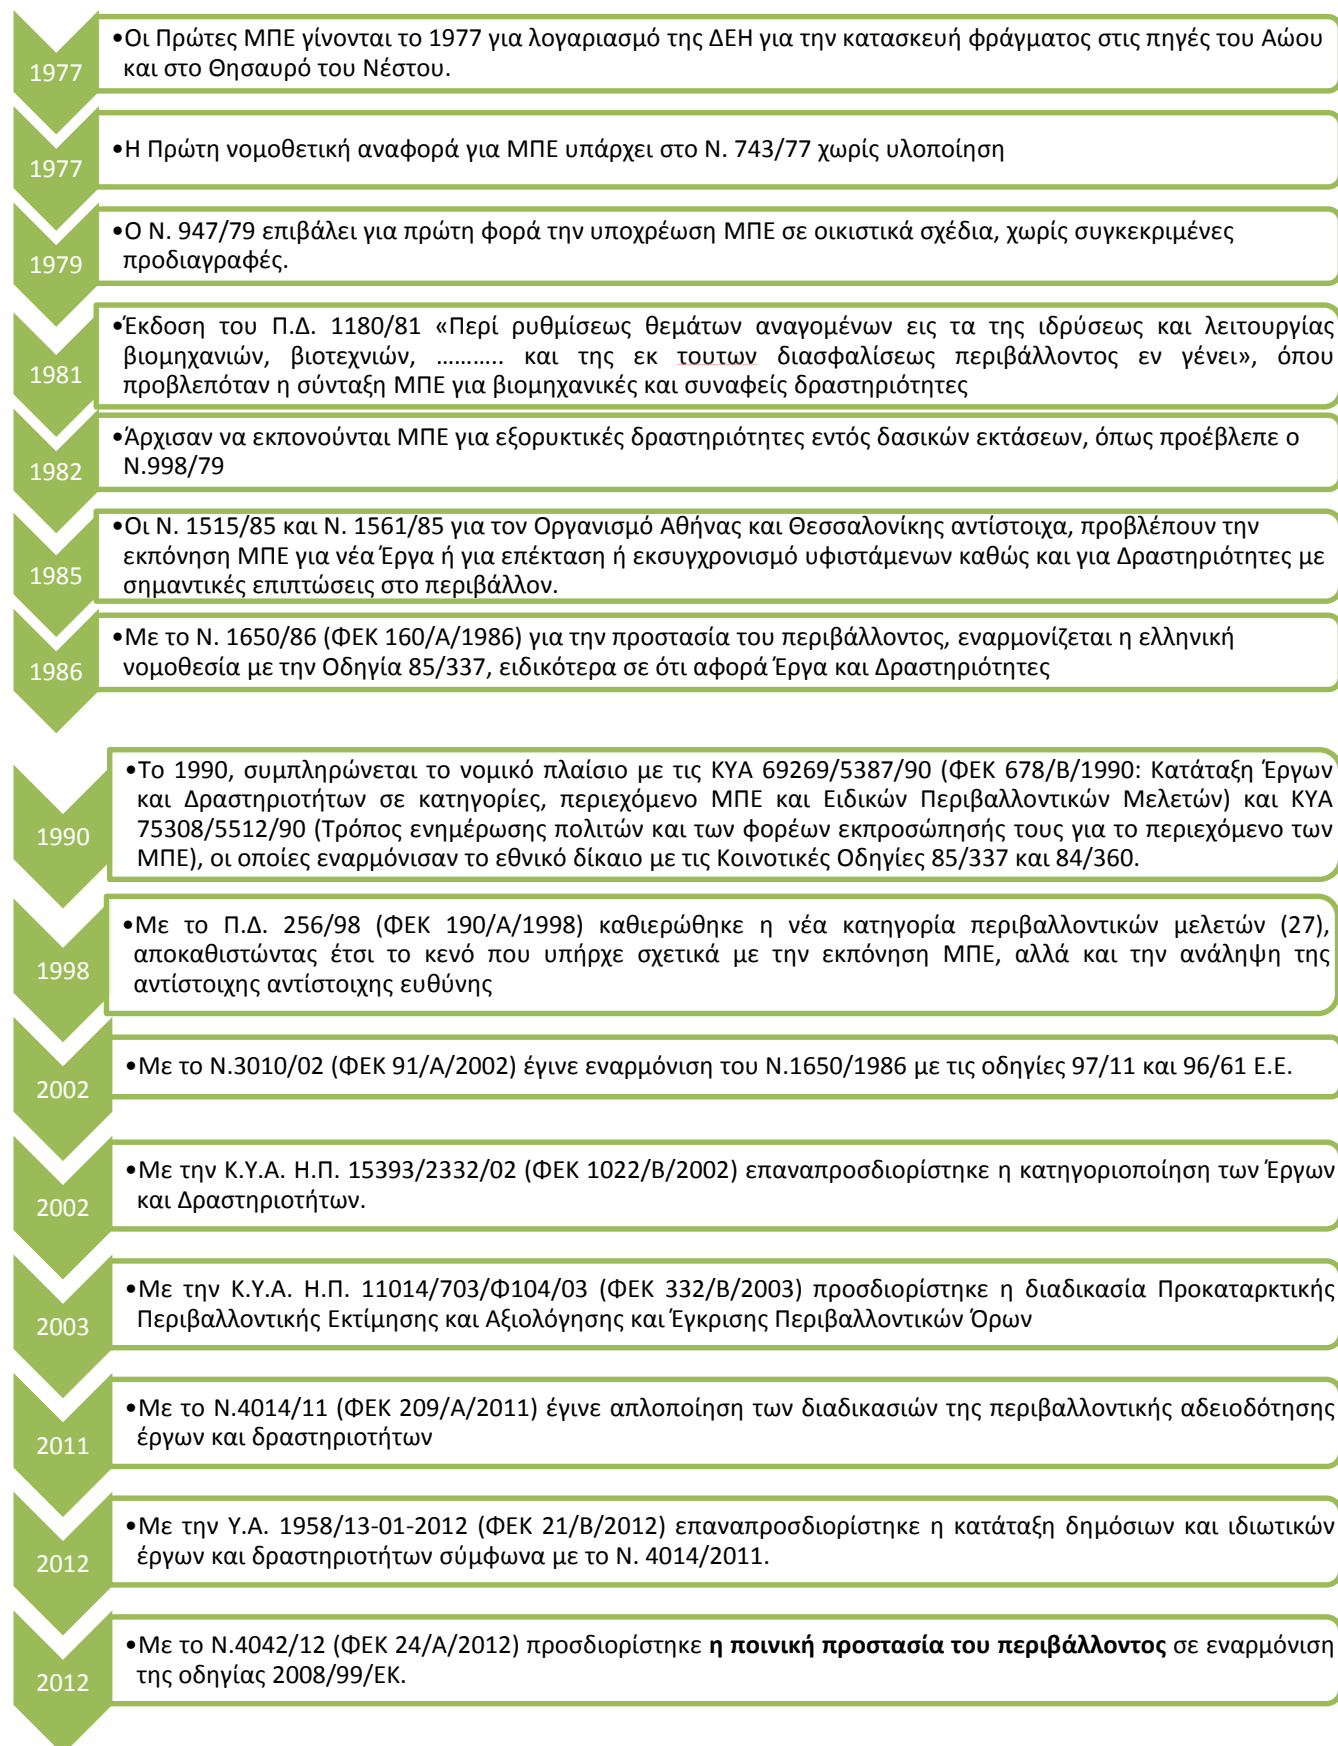 1977
•Οι Πρώτες ΜΠΕ γίνονται το 1977 για λογαριασμό της ΔΕΗ για την κατασκευή φράγματος στις πηγές του Αώου
και στο Θησαυρό του Νέστου.
1977
•Η Πρώτη νομοθετική αναφορά για ΜΠΕ υπάρχει στο Ν. 743/77 χωρίς υλοποίηση
1979
•Ο Ν. 947/79 επιβάλει για πρώτη φορά την υποχρέωση ΜΠΕ σε οικιστικά σχέδια, χωρίς συγκεκριμένες
προδιαγραφές.
1981
•Έκδοση του Π.Δ. 1180/81 «Περί ρυθμίσεως θεμάτων αναγομένων εις τα της ιδρύσεως και λειτουργίας
βιομηχανιών, βιοτεχνιών, ……….. και της εκ τουτων διασφαλίσεως περιβάλλοντος εν γένει», όπου
προβλεπόταν η σύνταξη ΜΠΕ για βιομηχανικές και συναφείς δραστηριότητες
1982
•Άρχισαν να εκπονούνται ΜΠΕ για εξορυκτικές δραστηριότητες εντός δασικών εκτάσεων, όπως προέβλεπε ο
Ν.998/79
1985
•Οι Ν. 1515/85 και Ν. 1561/85 για τον Οργανισμό Αθήνας και Θεσσαλονίκης αντίστοιχα, προβλέπουν την
εκπόνηση ΜΠΕ για νέα Έργα ή για επέκταση ή εκσυγχρονισμό υφιστάμενων καθώς και για Δραστηριότητες με
σημαντικές επιπτώσεις στο περιβάλλον.
1986
•Με το Ν. 1650/86 (ΦΕΚ 160/Α/1986) για την προστασία του περιβάλλοντος, εναρμονίζεται η ελληνική
νομοθεσία με την Οδηγία 85/337, ειδικότερα σε ότι αφορά Έργα και Δραστηριότητες
1990
•Το 1990, συμπληρώνεται το νομικό πλαίσιο με τις ΚΥΑ 69269/5387/90 (ΦΕΚ 678/Β/1990: Κατάταξη Έργων
και Δραστηριοτήτων σε κατηγορίες, περιεχόμενο ΜΠΕ και Ειδικών Περιβαλλοντικών Μελετών) και ΚΥΑ
75308/5512/90 (Τρόπος ενημέρωσης πολιτών και των φορέων εκπροσώπησής τους για το περιεχόμενο των
ΜΠΕ), οι οποίες εναρμόνισαν το εθνικό δίκαιο με τις Κοινοτικές Οδηγίες 85/337 και 84/360.
1998
•Με το Π.Δ. 256/98 (ΦΕΚ 190/Α/1998) καθιερώθηκε η νέα κατηγορία περιβαλλοντικών μελετών (27),
αποκαθιστώντας έτσι το κενό που υπήρχε σχετικά με την εκπόνηση ΜΠΕ, αλλά και την ανάληψη της
αντίστοιχης αντίστοιχης ευθύνης
2002
•Με το Ν.3010/02 (ΦΕΚ 91/Α/2002) έγινε εναρμόνιση του Ν.1650/1986 με τις οδηγίες 97/11 και 96/61 Ε.Ε.
2002
•Με την Κ.Υ.Α. Η.Π. 15393/2332/02 (ΦΕΚ 1022/Β/2002) επαναπροσδιορίστηκε η κατηγοριοποίηση των Έργων
και Δραστηριοτήτων.
2003
•Με την Κ.Υ.Α. Η.Π. 11014/703/Φ104/03 (ΦΕΚ 332/Β/2003) προσδιορίστηκε η διαδικασία Προκαταρκτικής
Περιβαλλοντικής Εκτίμησης και Αξιολόγησης και Έγκρισης Περιβαλλοντικών Όρων
2011
•Με το Ν.4014/11 (ΦΕΚ 209/Α/2011) έγινε απλοποίηση των διαδικασιών της περιβαλλοντικής αδειοδότησης
έργων και δραστηριοτήτων
2012
•Με την Υ.Α. 1958/13-01-2012 (ΦΕΚ 21/Β/2012) επαναπροσδιορίστηκε η κατάταξη δημόσιων και ιδιωτικών
έργων και δραστηριοτήτων σύμφωνα με το Ν. 4014/2011.
2012
•Με το Ν.4042/12 (ΦΕΚ 24/Α/2012) προσδιορίστηκε η ποινική προστασία του περιβάλλοντος σε εναρμόνιση
της οδηγίας 2008/99/ΕΚ.